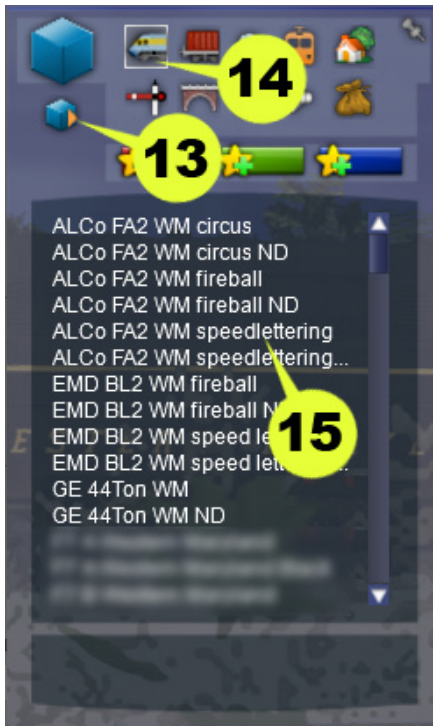 14
13
ALCo FA2 WM circus
ALCo FA2 WM circus ND
ALCo FA2 WM fireball
ALCo FA2 WM fireball ND
ALCo FA2 WM speedlettering
ALCo FA2 WM speedlettering...
EMD BL2 WM fireball
EMD BL2 WM fireball N
EMD BL2 WM speed le
15
EMD BL2 WM speed lett
GE 44Ton WM
GE 44Ton WM ND